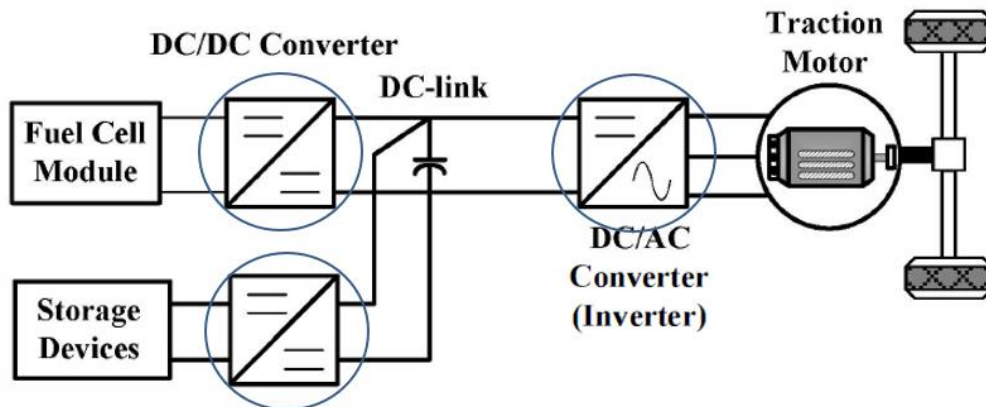 DC/DC Converter
DC-link
Traction
Motor
Fuel Cell
Module
DC/AC
Converter
(Inverter)
Storage
Devices